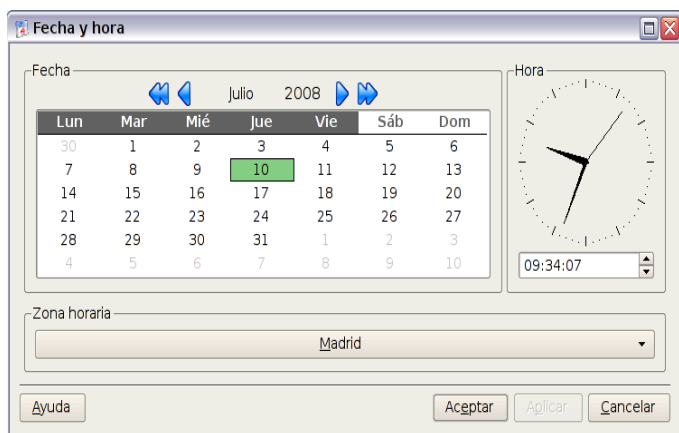 Fecha y hora
Fecha
Hora
Julio 2008
Lun Mar Mié Jue Vie Sáb Dom
30 1 2 3 4 5 6
7 8 9 10 11 12 13
14 15 16 17 18 19 20
21 22 23 24 25 26 27
28 29 30 31 1 2 3
4 5 6 7 8 9 10
09:34:07
Zona horaria
Madrid
Ayuda Aceptar Aplicar Cancelar